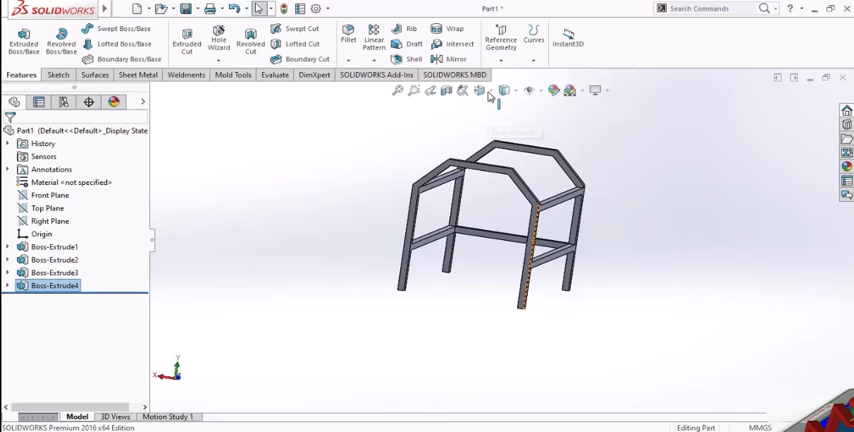 SOLIDWORKS
Part1 *
Search Commands
Extruded Boss/Base
Revolved Boss/Base
Swept Boss/Base
Lofted Boss/Base
Boundary Boss/Base
Extruded Cut
Hole Wizard
Revolved Cut
Swept Cut
Lofted Cut
Boundary Cut
Fillet
Linear Pattern
Rib
Draft
Shell
Wrap
Intersect
Mirror
Reference Geometry
Curves
Instant3D
Features Sketch Surfaces Sheet Metal Weldments Mold Tools Evaluate DimXpert SOLIDWORKS Add-Ins SOLIDWORKS MBD
Part1 (Default<<Default>_Display State
History
Sensors
Annotations
Material <not specified>
Front Plane
Top Plane
Right Plane
Origin
Boss-Extrude1
Boss-Extrude2
Boss-Extrude3
Boss-Extrude4
Y
X
Model 3D Views Motion Study 1
SOLIDWORKS Premium 2016 x64 Edition
Editing Part MMGS